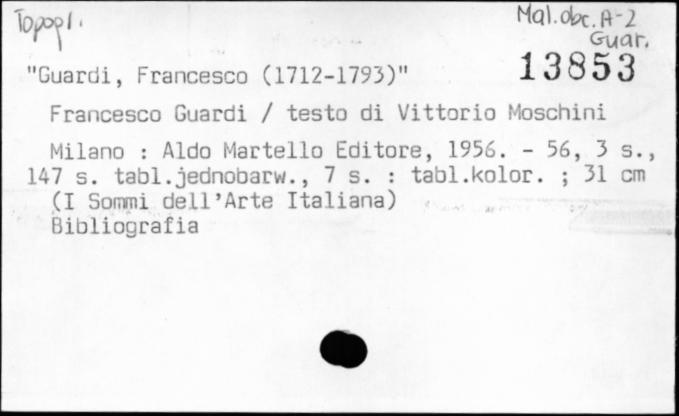 Topogr.
Mal.obc.A-2
Guar.
13853
"Guardi, Francesco (1712-1793)"
Francesco Guardi / testo di Vittorio Moschini
Milano : Aldo Martello Editore, 1956. - 56, 3 s.,
147 s. tabl.jednobarw., 7 s. : tabl.kolor. ; 31 cm
(I Sommi dell'Arte Italiana)
Bibliografia